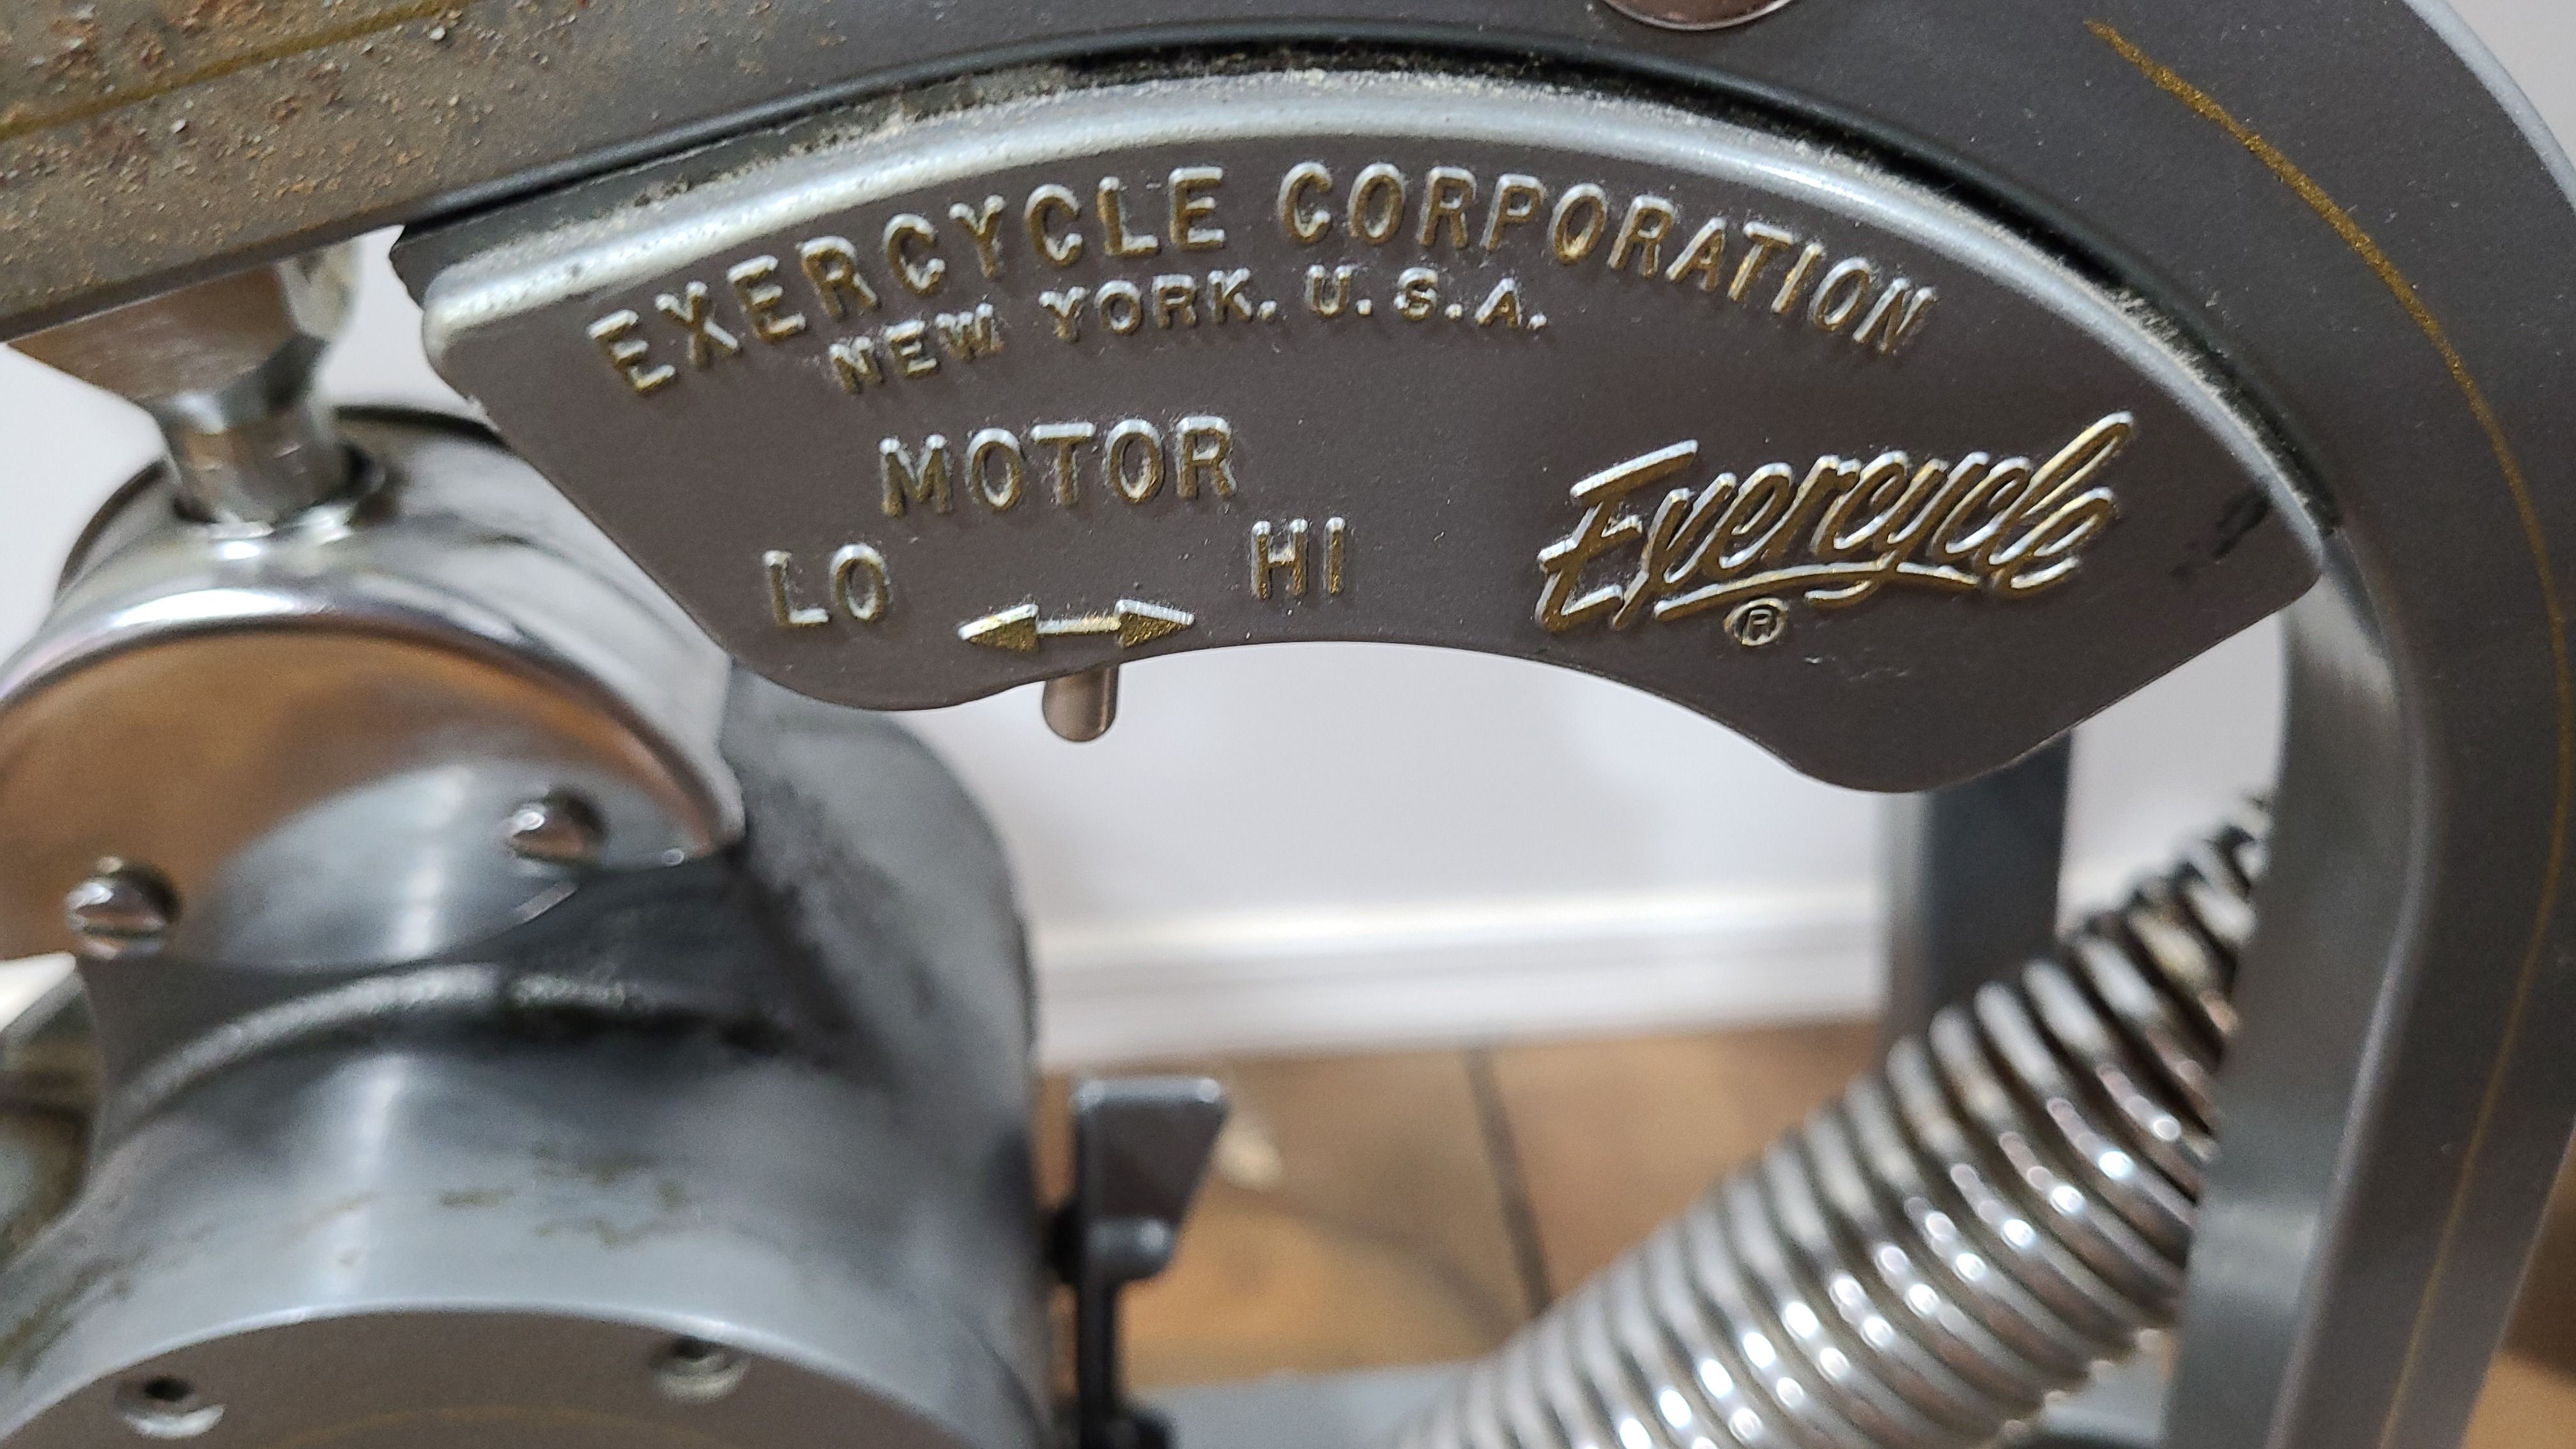 EXERCYCLE CORPORATION
NEW YORK, U.S.A.
MOTOR
LO HI
Exercycle
®